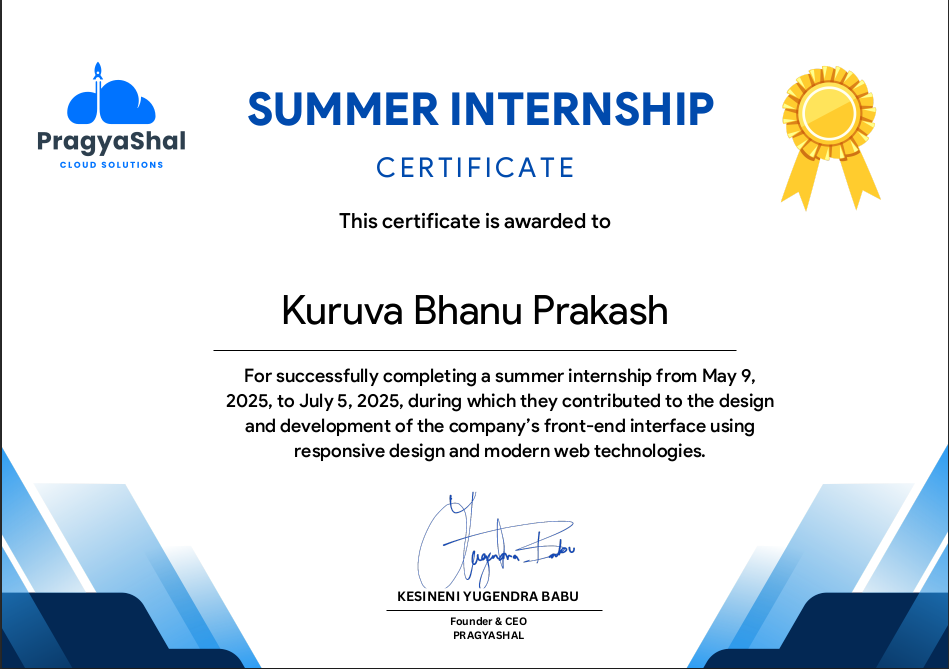 PragyaShal
CLOUD SOLUTIONS
SUMMER INTERNSHIP
CERTIFICATE
This certificate is awarded to
Kuruva Bhanu Prakash
For successfully completing a summer internship from May 9,
2025, to July 5, 2025, during which they contributed to the design
and development of the company’s front-end interface using
responsive design and modern web technologies.
Yugendra Babu
KESINENI YUGENDRA BABU
Founder & CEO
PRAGYASHAL